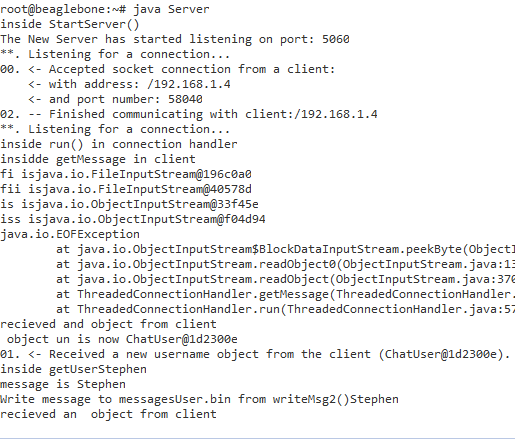 root@beaglebone:~# java Server
inside StartServer()
The New Server has started listening on port: 5060
**. Listening for a connection...
00. <- Accepted socket connection from a client:
    <- with address: /192.168.1.4
    <- and port number: 58040
02. -- Finished communicating with client:/192.168.1.4
**. Listening for a connection...
inside run() in connection handler
insidde getMessage in client
fi isjava.io.FileInputStream@196c0a0
fii isjava.io.FileInputStream@40578d
is isjava.io.ObjectInputStream@33f45e
iss isjava.io.ObjectInputStream@f04d94
java.io.EOFException
        at java.io.ObjectInputStream$BlockDataInputStream.peekByte(ObjectI
        at java.io.ObjectInputStream.readObject0(ObjectInputStream.java:13
        at java.io.ObjectInputStream.readObject(ObjectInputStream.java:370
        at ThreadedConnectionHandler.getMessage(ThreadedConnectionHandler.
        at ThreadedConnectionHandler.run(ThreadedConnectionHandler.java:57
recieved and object from client
 object un is now ChatUser@1d2300e
01. <- Received a new username object from the client (ChatUser@1d2300e).
inside getUserStephen
message is Stephen
Write message to messagesUser.bin from writeMsg2()Stephen
recieved an  object from client